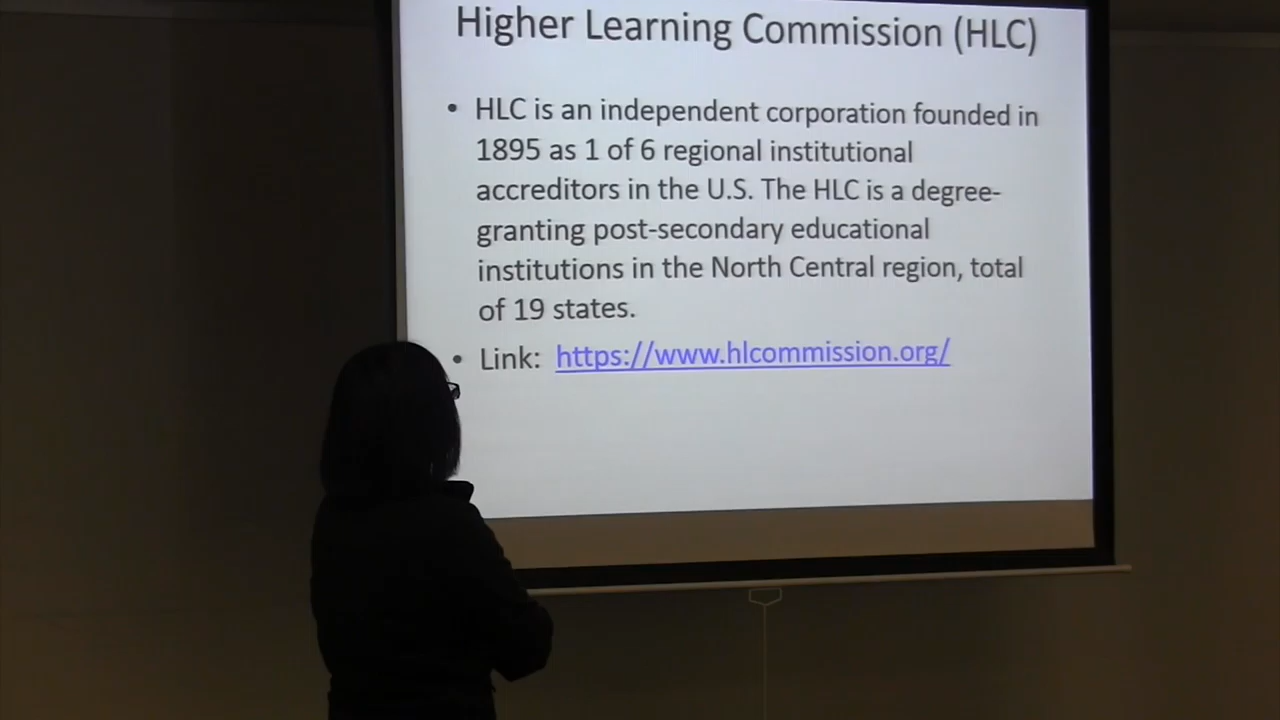 Higher Learning Commission (HLC)
• HLC is an independent corporation founded in
1895 as 1 of 6 regional institutional
accreditors in the U.S. The HLC is a degree-
granting post-secondary educational
institutions in the North Central region, total
of 19 states.
• Link: https://www.hlcommission.org/